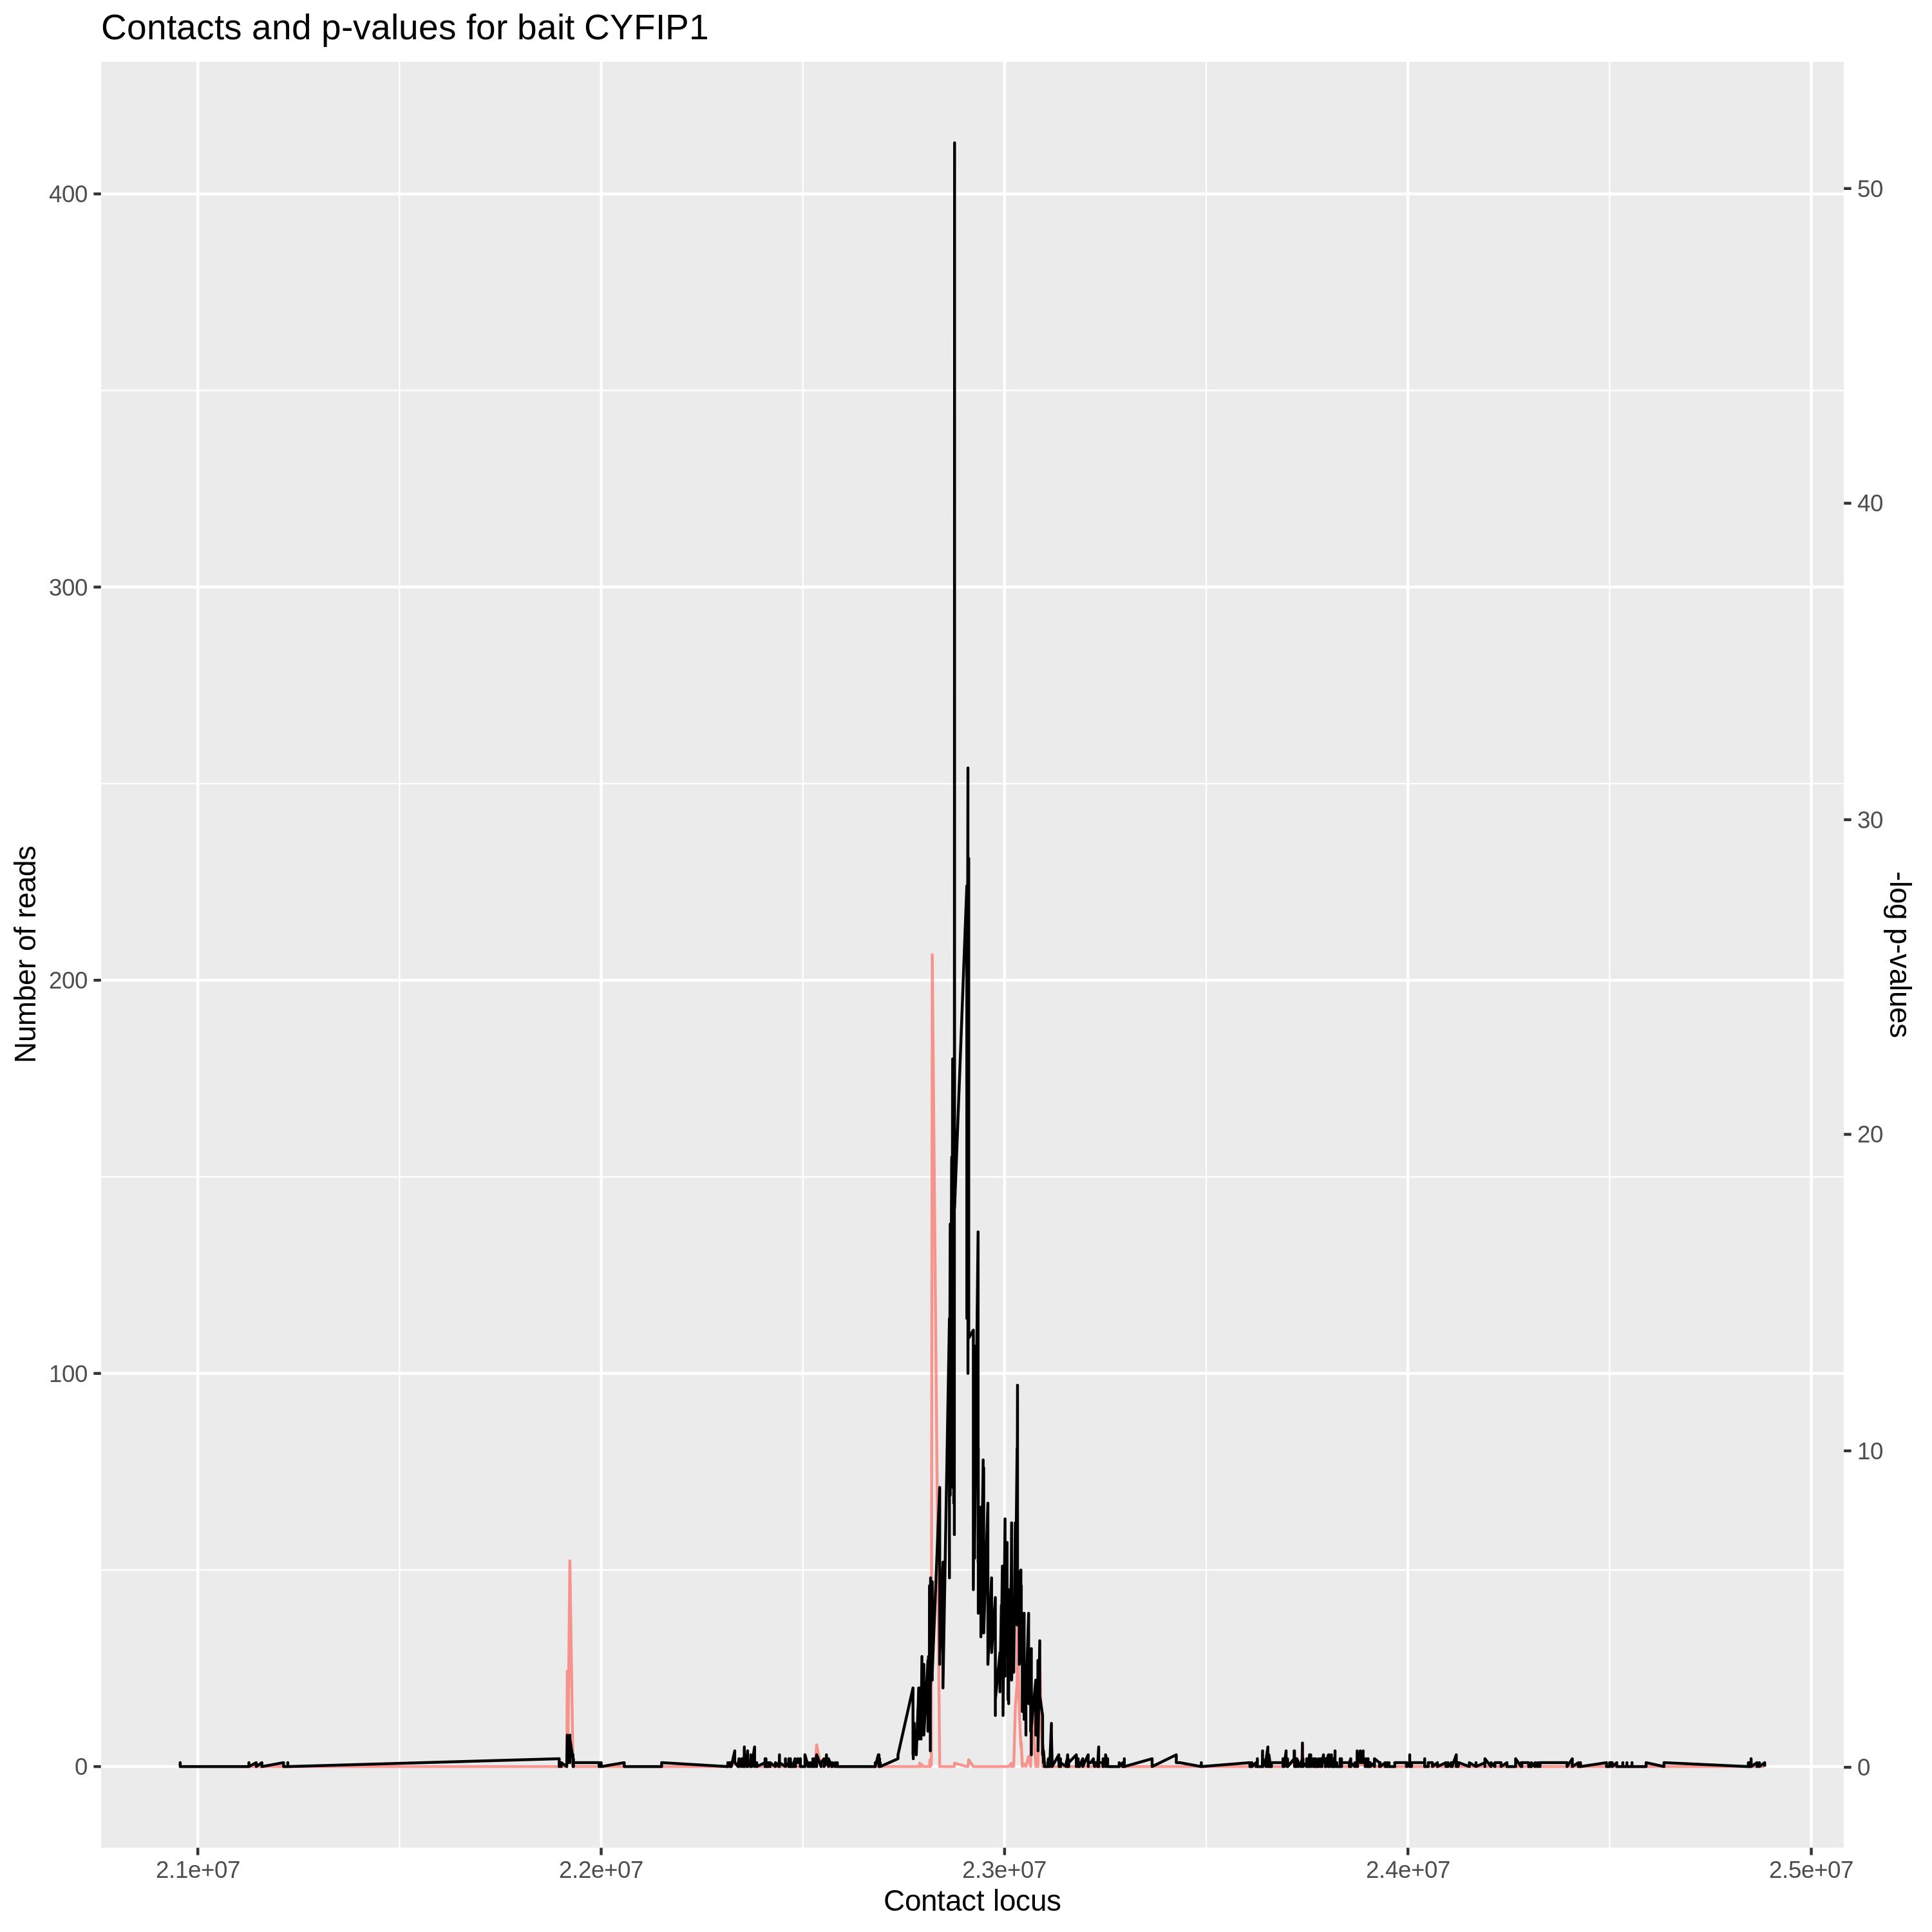 Contacts and p-values for bait CYFIP1
400
300
200
100
0
Number of reads
50
40
30
20
10
0
-log p-values
2.1e+07
2.2e+07
2.3e+07
2.4e+07
2.5e+07
Contact locus